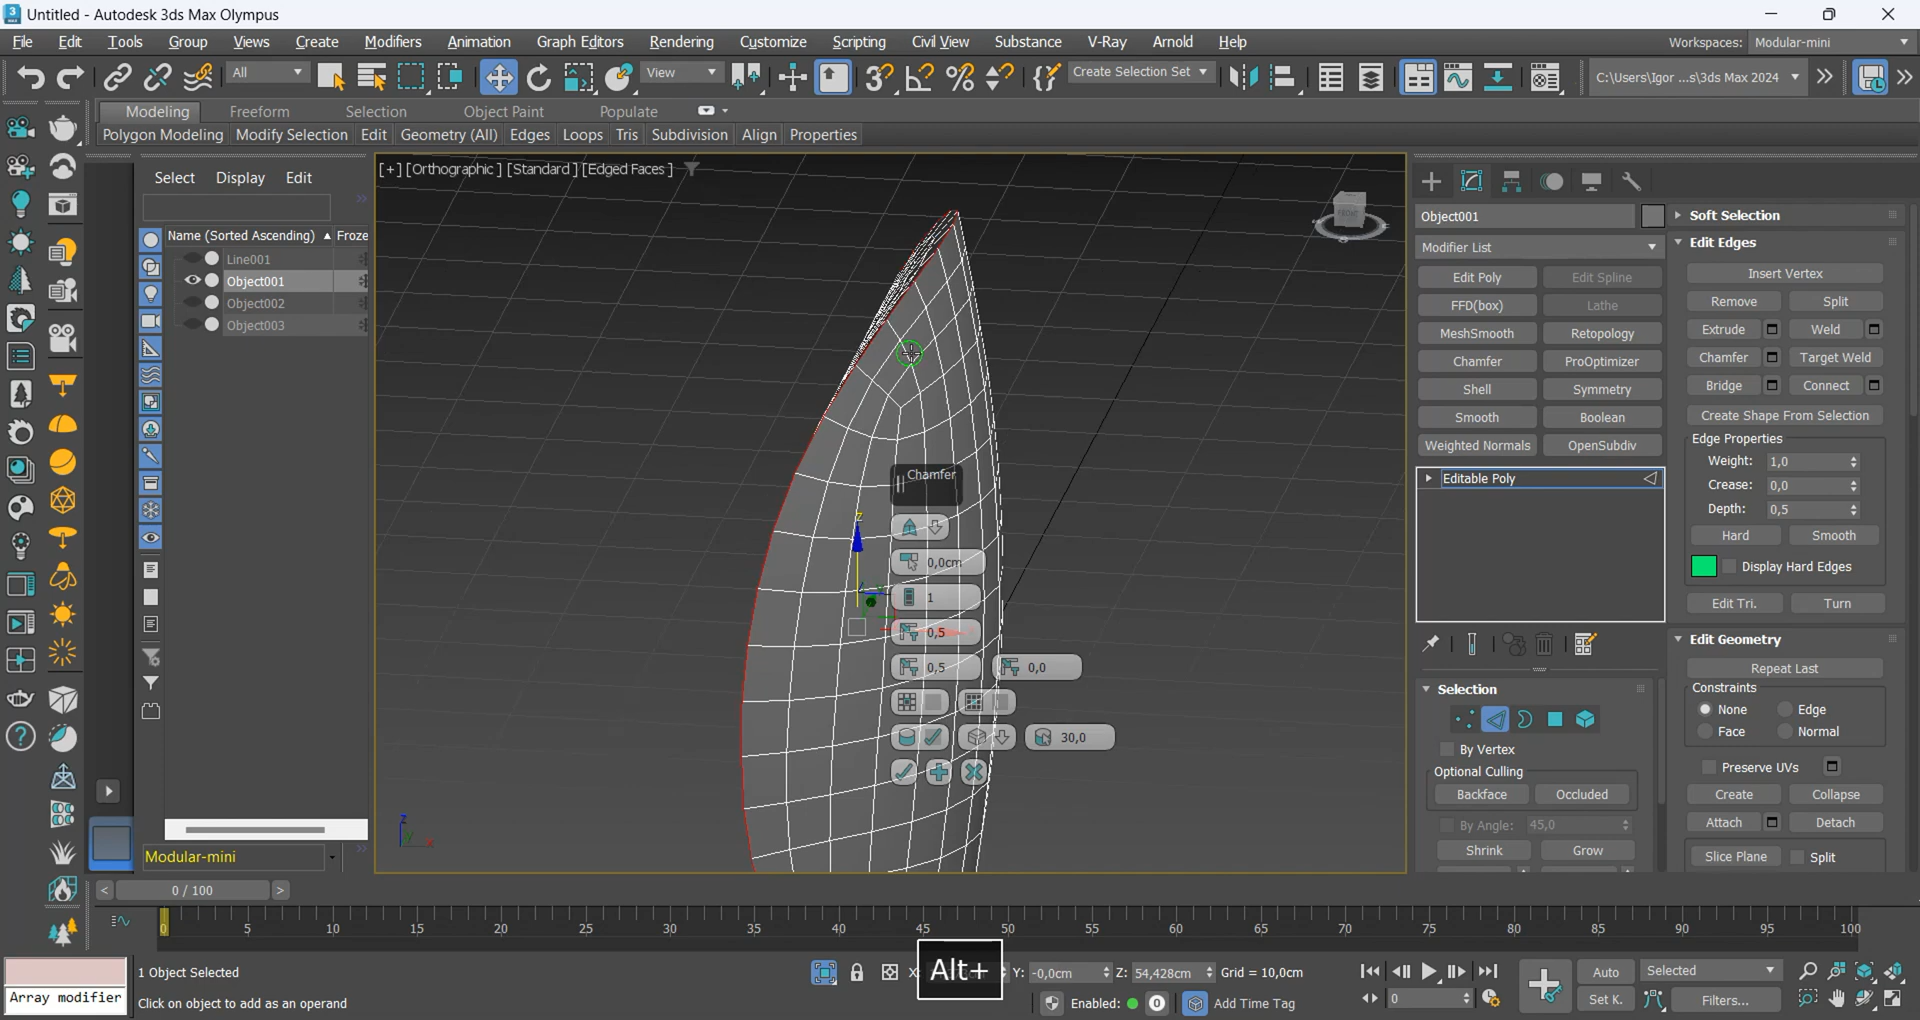 Untitled - Autodesk 3ds Max Olympus
File Edit Tools Group Views Create Modifiers Animation Graph Editors Rendering Customize Scripting Civil View Substance V-Ray Arnold Help
Workspaces: Modular-mini
All
View
Create Selection Set
C:\Users\Igor ...s\3ds Max 2024
Modeling Freeform Selection Object Paint Populate
Polygon Modeling Modify Selection Edit Geometry (All) Edges Loops Tris Subdivision Align Properties
Select Display Edit
Name (Sorted Ascending) Froze
Line001
Object001
Object002
Object003
Modular-mini
[+] [Orthographic ] [Standard ] [Edged Faces ]
FRONT
Chamfer
0,0cm
1
0,5
0,5 0,0
30,0
z
z
y
x
Object001
Modifier List
Edit Poly Edit Spline
FFD(box) Lathe
MeshSmooth Retopology
Chamfer ProOptimizer
Shell Symmetry
Smooth Boolean
Weighted Normals OpenSubdiv
Editable Poly
Selection
By Vertex
Optional Culling
Backface Occluded
By Angle: 45,0
Shrink Grow
Soft Selection
Edit Edges
Insert Vertex
Remove Split
Extrude Weld
Chamfer Target Weld
Bridge Connect
Create Shape From Selection
Edge Properties
Weight: 1,0
Crease: 0,0
Depth: 0,5
Hard Smooth
Display Hard Edges
Edit Tri. Turn
Edit Geometry
Repeat Last
Constraints
None Edge
Face Normal
Preserve UVs
Create Collapse
Attach Detach
Slice Plane Split
< 0 / 100 >
0 5 10 15 20 25 30 35 40 45 50 55 60 65 70 75 80 85 90 95 100
Array modifier
1 Object Selected
Click on object to add as an operand
X:
Alt+
Y: -0,0cm Z: 54,428cm Grid = 10,0cm
Enabled: 0 Add Time Tag
0
Auto Selected
Set K. Filters...